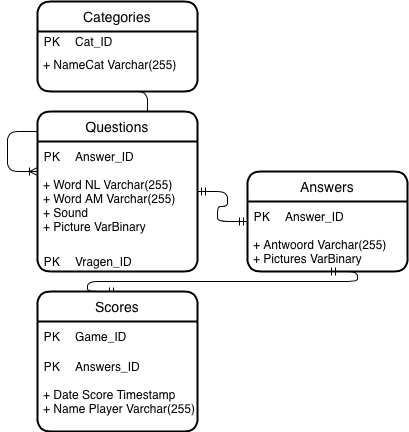 Categories
PK Cat_ID
+ NameCat Varchar(255)
Questions
PK Answer_ID
+ Word NL Varchar(255)
+ Word AM Varchar(255)
+ Sound
+ Picture VarBinary
PK Vragen_ID
Answers
PK Answer_ID
+ Antwoord Varchar(255)
+ Pictures VarBinary
Scores
PK Game_ID
PK Answers_ID
+ Date Score Timestamp
+ Name Player Varchar(255)